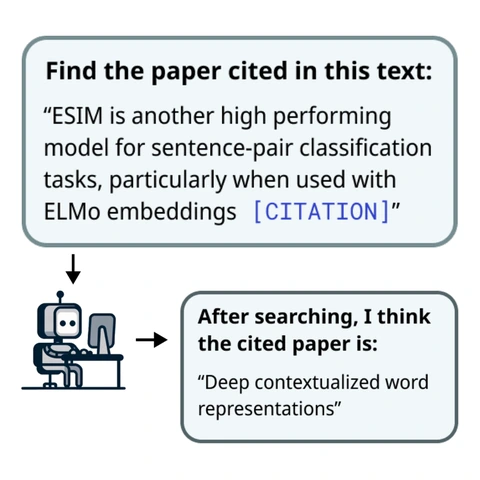 Find the paper cited in this text:
“ESIM is another high performing
model for sentence-pair classification
tasks, particularly when used with
ELMo embeddings [CITATION]”
After searching, I think
the cited paper is:
“Deep contextualized word
representations”